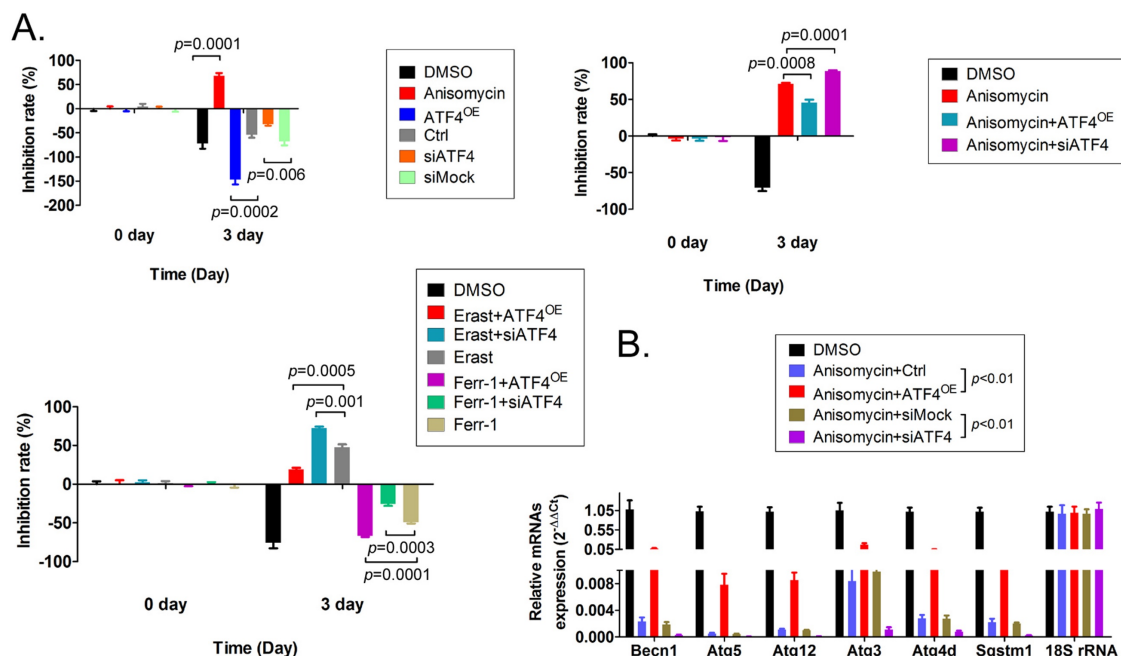 A.
p=0.0001
Inhibition rate (%)
100
50
0
-50
-100
-150
-200
p=0.006
p=0.0002
0 day
3 day
Time (Day)
DMSO
Anisomycin
ATF4OE
Ctrl
siATF4
siMock
p=0.0001
p=0.0008
Inhibition rate (%)
100
50
0
-50
-100
0 day
3 day
Time (Day)
DMSO
Anisomycin
Anisomycin+ATF4OE
Anisomycin+siATF4
p=0.0005
p=0.001
Inhibition rate (%)
100
50
0
-50
-100
p=0.0003
p=0.0001
0 day
3 day
Time (Day)
DMSO
Erast+ATF4OE
Erast+siATF4
Erast
Ferr-1+ATF4OE
Ferr-1+siATF4
Ferr-1
B.
DMSO
Anisomycin+Ctrl
Anisomycin+ATF4OE
p<0.01
Anisomycin+siMock
Anisomycin+siATF4
p<0.01
Relative mRNAs
expression (2-ΔΔCt)
1.05
0.55
0.05
0.008
0.004
0.000
Becn1 Atg5 Atg12 Atg3 Atg4d Sqstm1 18S rRNA